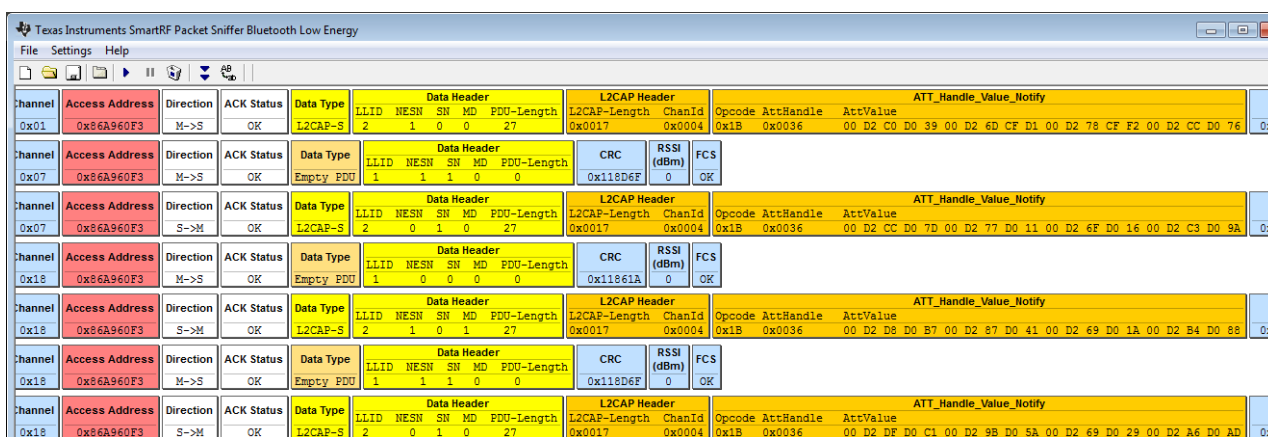 Texas Instruments SmartRF Packet Sniffer Bluetooth Low Energy
File Settings Help
Channel Access Address Direction ACK Status Data Type Data Header L2CAP Header ATT_Handle_Value_Notify
LLID NESN SN MD PDU-Length L2CAP-Length ChanId Opcode AttHandle AttValue
0x01 0x86A960F3 M->S OK L2CAP-S 2 1 0 0 27 0x0017 0x0004 0x1B 0x0036 00 D2 C0 D0 39 00 D2 6D CF D1 00 D2 78 CF F2 00 D2 CC D0 76
Channel Access Address Direction ACK Status Data Type Data Header CRC RSSI (dBm) FCS
LLID NESN SN MD PDU-Length
0x07 0x86A960F3 M->S OK Empty PDU 1 1 1 0 0 0x118D6F 0 OK
Channel Access Address Direction ACK Status Data Type Data Header L2CAP Header ATT_Handle_Value_Notify
LLID NESN SN MD PDU-Length L2CAP-Length ChanId Opcode AttHandle AttValue
0x07 0x86A960F3 S->M OK L2CAP-S 2 0 1 0 27 0x0017 0x0004 0x1B 0x0036 00 D2 CC D0 7D 00 D2 77 D0 11 00 D2 6F D0 16 00 D2 C3 D0 9A
Channel Access Address Direction ACK Status Data Type Data Header CRC RSSI (dBm) FCS
LLID NESN SN MD PDU-Length
0x18 0x86A960F3 M->S OK Empty PDU 1 0 0 0 0 0x11861A 0 OK
Channel Access Address Direction ACK Status Data Type Data Header L2CAP Header ATT_Handle_Value_Notify
LLID NESN SN MD PDU-Length L2CAP-Length ChanId Opcode AttHandle AttValue
0x18 0x86A960F3 S->M OK L2CAP-S 2 1 0 1 27 0x0017 0x0004 0x1B 0x0036 00 D2 D8 D0 B7 00 D2 87 D0 41 00 D2 69 D0 1A 00 D2 B4 D0 88
Channel Access Address Direction ACK Status Data Type Data Header CRC RSSI (dBm) FCS
LLID NESN SN MD PDU-Length
0x18 0x86A960F3 M->S OK Empty PDU 1 1 1 0 0 0x118D6F 0 OK
Channel Access Address Direction ACK Status Data Type Data Header L2CAP Header ATT_Handle_Value_Notify
LLID NESN SN MD PDU-Length L2CAP-Length ChanId Opcode AttHandle AttValue
0x18 0x86A960F3 S->M OK L2CAP-S 2 0 1 0 27 0x0017 0x0004 0x1B 0x0036 00 D2 DF D0 C1 00 D2 9B D0 5A 00 D2 69 D0 29 00 D2 A6 D0 AD